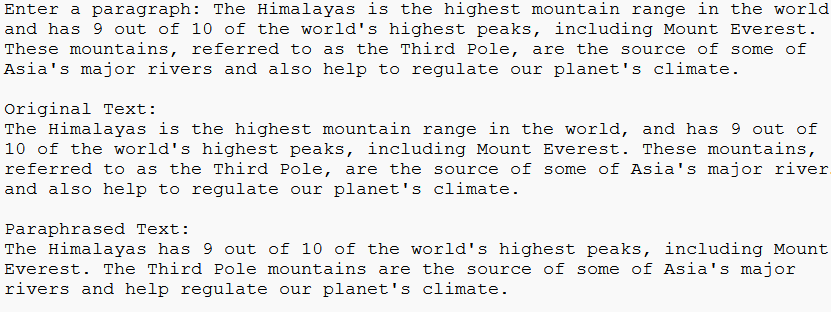 Enter a paragraph: The Himalayas is the highest mountain range in the world
and has 9 out of 10 of the world's highest peaks, including Mount Everest.
These mountains, referred to as the Third Pole, are the source of some of
Asia's major rivers and also help to regulate our planet's climate.
Original Text:
The Himalayas is the highest mountain range in the world, and has 9 out of
10 of the world's highest peaks, including Mount Everest. These mountains,
referred to as the Third Pole, are the source of some of Asia's major river
and also help to regulate our planet's climate.
Paraphrased Text:
The Himalayas has 9 out of 10 of the world's highest peaks, including Mount
Everest. The Third Pole mountains are the source of some of Asia's major
rivers and help regulate our planet's climate.